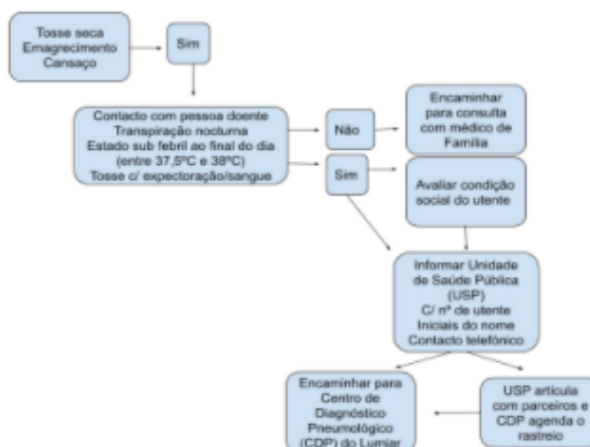 Tosse seca
Emagrecimento
Cansaço
Sim
Contacto com pessoa doente
Transpiração nocturna
Estado sub febril ao final do dia
(entre 37,5ºC e 38ºC)
Tosse c/ expectoração/sangue
Não
Encaminhar
para consulta
com médico de
Família
Sim
Avaliar condição
social do utente
Informar Unidade
de Saúde Pública
(USP)
C/ nº de utente
Iniciais do nome
Contacto telefónico
Encaminhar para
Centro de
Diagnóstico
Pneumológico
(CDP) do Lumiar
USP articula
com parceiros e
CDP agenda o
rastreio